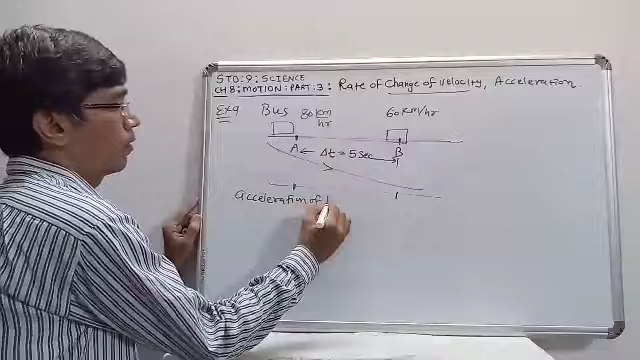 STD: 9: SCIENCE
CH 8: MOTION: PART: 3: Rate of Change of Velocity, Acceleration
Ex 9 Bus 80 km/hr 60 km/hr
A ← Δt = 5 sec → B
Acceleration of